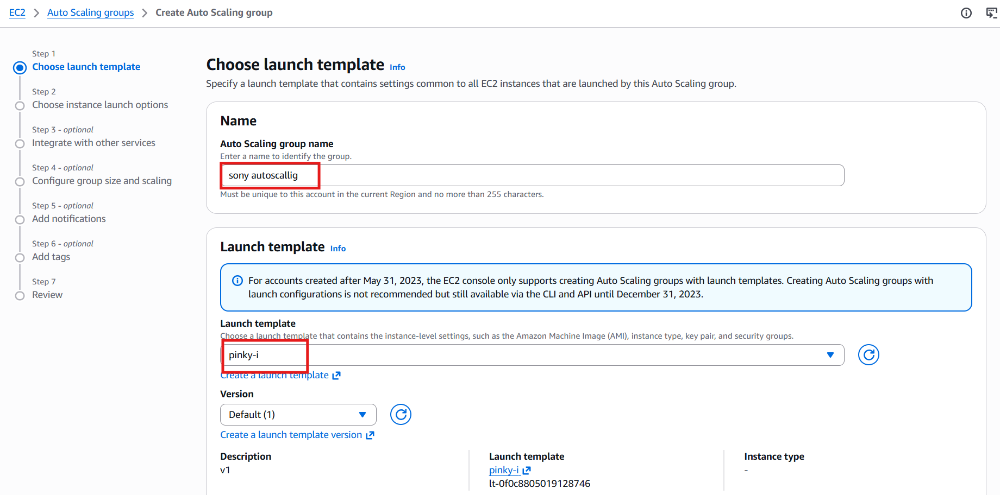 EC2 > Auto Scaling groups > Create Auto Scaling group
Step 1
Choose launch template
Step 2
Choose instance launch options
Step 3 - optional
Integrate with other services
Step 4 - optional
Configure group size and scaling
Step 5 - optional
Add notifications
Step 6 - optional
Add tags
Step 7
Review
Choose launch template Info
Specify a launch template that contains settings common to all EC2 instances that are launched by this Auto Scaling group.
Name
Auto Scaling group name
Enter a name to identify the group.
sony autoscallig
Must be unique to this account in the current Region and no more than 255 characters.
Launch template Info
For accounts created after May 31, 2023, the EC2 console only supports creating Auto Scaling groups with launch templates. Creating Auto Scaling groups with
launch configurations is not recommended but still available via the CLI and API until December 31, 2023.
Launch template
Choose a launch template that contains the instance-level settings, such as the Amazon Machine Image (AMI), instance type, key pair, and security groups.
pinky-i
Create a launch template
Version
Default (1)
Create a launch template version
Description
v1
Launch template
pinky-i
lt-0f0c8805019128746
Instance type
-